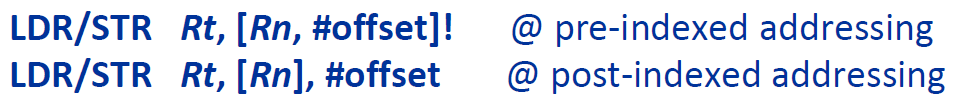 LDR/STR Rt, [Rn, #offset]! @ pre-indexed addressing
LDR/STR Rt, [Rn], #offset @ post-indexed addressing